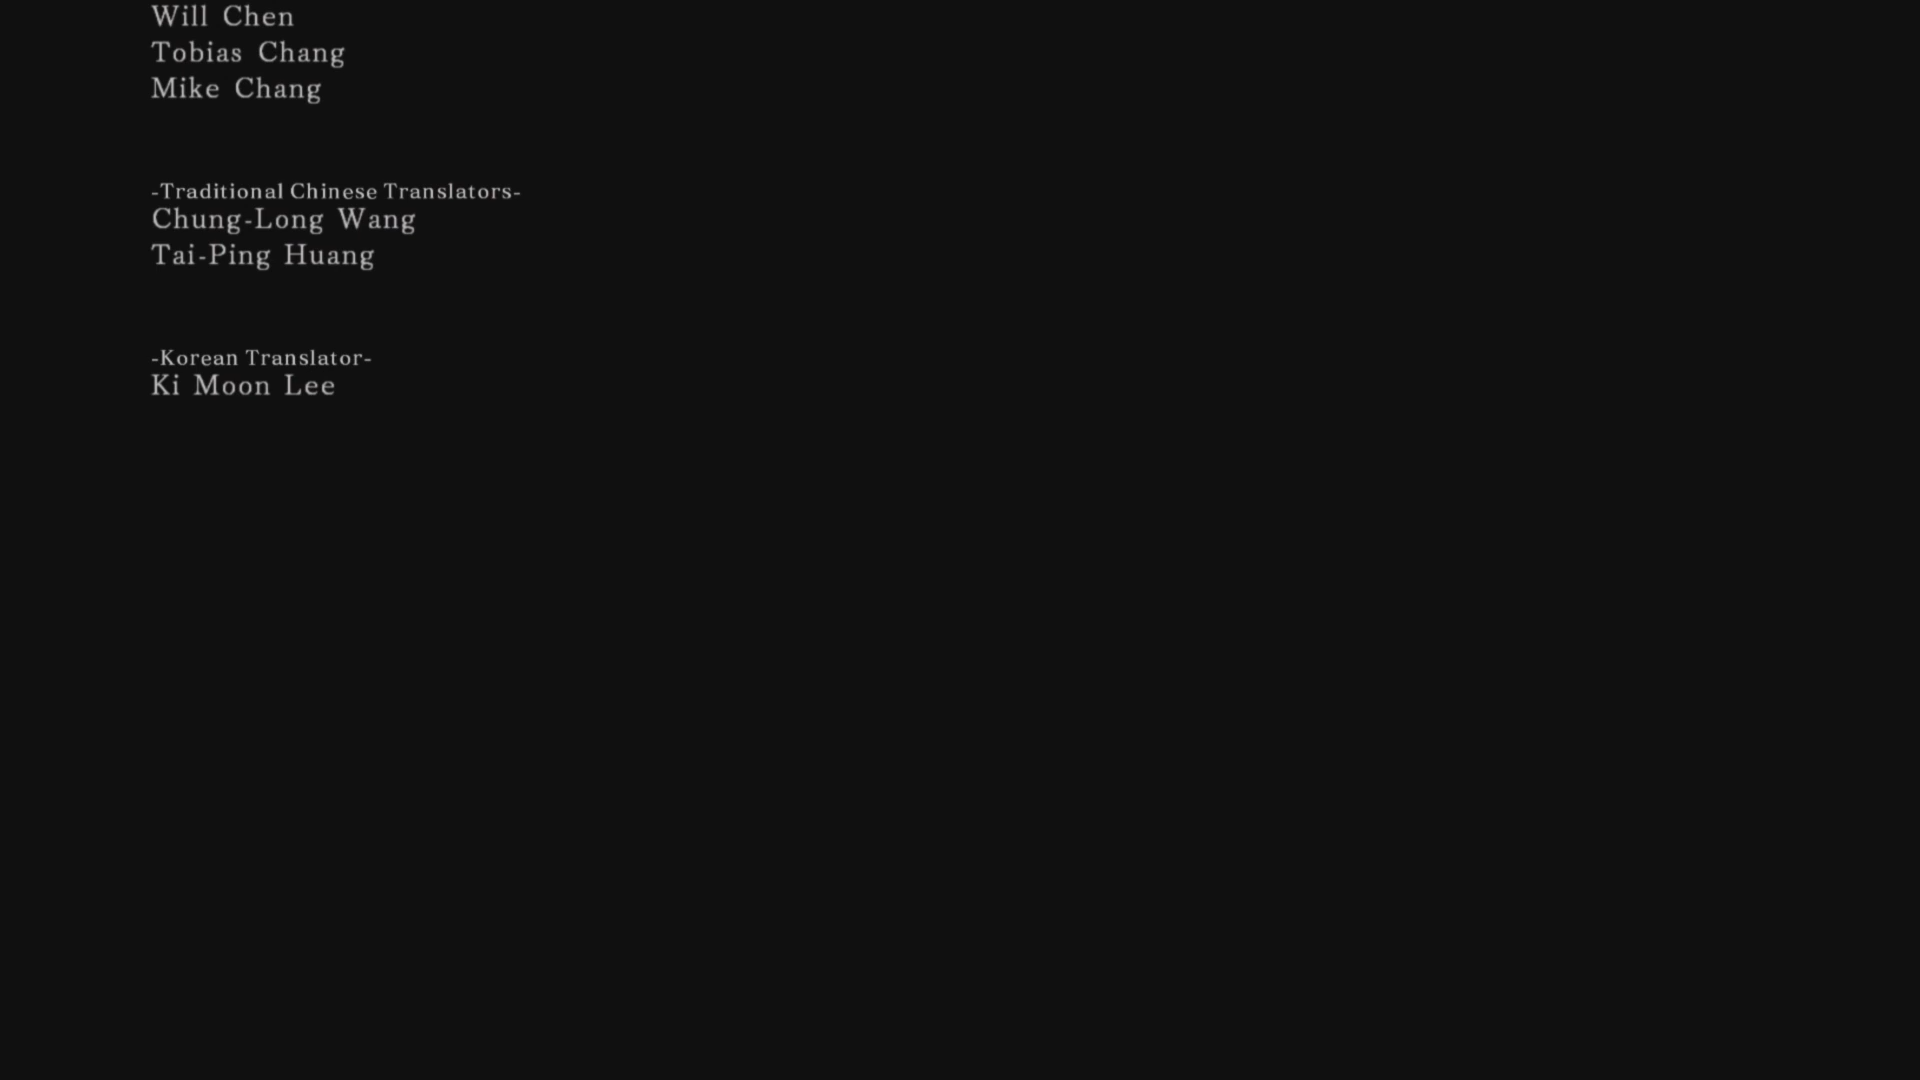 Will Chen
Tobias Chang
Mike Chang
-Traditional Chinese Translators-
Chung-Long Wang
Tai-Ping Huang
-Korean Translator-
Ki Moon Lee